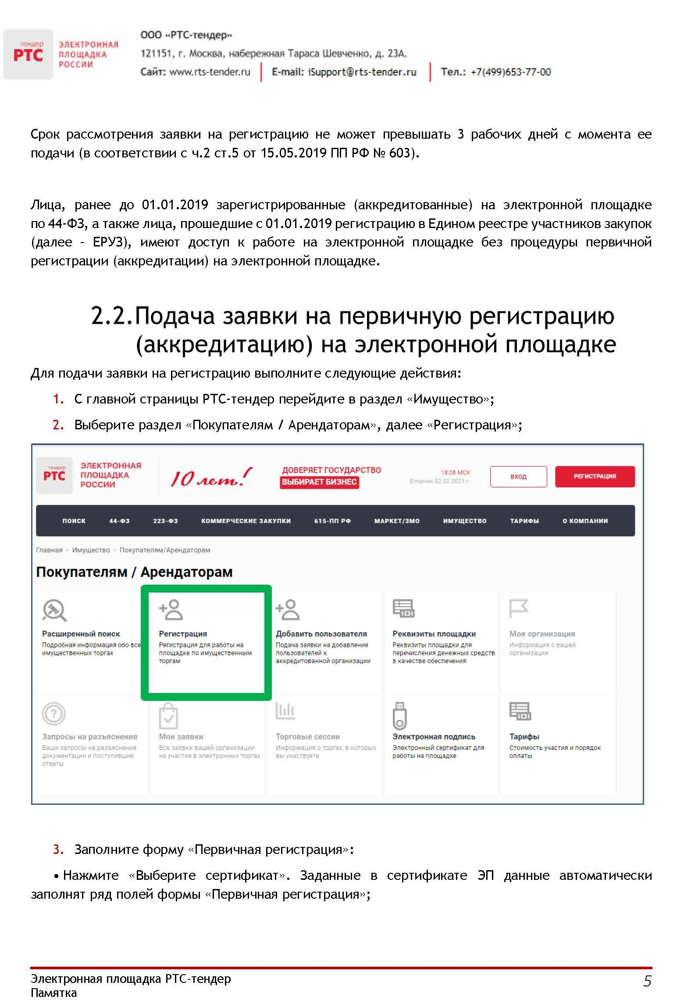 тендер
РТС
ЭЛЕКТРОННАЯ
ПЛОЩАДКА
РОССИИ
ООО «РТС-тендер»
121151, г. Москва, набережная Тараса Шевченко, д. 23А.
Сайт: www.rts-tender.ru | E-mail: iSupport@rts-tender.ru | Тел.: +7(499)653-77-00
Срок рассмотрения заявки на регистрацию не может превышать 3 рабочих дней с момента ее
подачи (в соответствии с ч.2 ст.5 от 15.05.2019 ПП РФ № 603).
Лица, ранее до 01.01.2019 зарегистрированные (аккредитованные) на электронной площадке
по 44-ФЗ, а также лица, прошедшие с 01.01.2019 регистрацию в Едином реестре участников закупок
(далее – ЕРУЗ), имеют доступ к работе на электронной площадке без процедуры первичной
регистрации (аккредитации) на электронной площадке.
2.2. Подача заявки на первичную регистрацию
(аккредитацию) на электронной площадке
Для подачи заявки на регистрацию выполните следующие действия:
1. С главной страницы РТС-тендер перейдите в раздел «Имущество»;
2. Выберите раздел «Покупателям / Арендаторам», далее «Регистрация»;
тендер
РТС
ЭЛЕКТРОННАЯ
ПЛОЩАДКА
РОССИИ
10 лет!
ДОВЕРЯЕТ ГОСУДАРСТВО
ВЫБИРАЕТ БИЗНЕС
18:08 МСК
Вторник 02.02.2021 г.
ВХОД
РЕГИСТРАЦИЯ
ПОИСК 44-ФЗ 223-ФЗ КОММЕРЧЕСКИЕ ЗАКУПКИ 615-ПП РФ МАРКЕТ/ЗМО ИМУЩЕСТВО ТАРИФЫ О КОМПАНИИ
Главная · Имущество · Покупателям/Арендаторам
Покупателям / Арендаторам
Расширенный поиск
Подробная информация обо все
имущественных торгах
Регистрация
Регистрация для работы на
площадке по имущественным
торгам
Добавить пользователя
Подача заявки на добавление
пользователей к
аккредитованной организации
Реквизиты площадки
Реквизиты площадки для
перечисления денежных средств
в качестве обеспечения
Моя организация
Информация о вашей
организации
Запросы на разъяснения
Ваши запросы на разъяснение
документации и поступившие
ответы
Мои заявки
Все заявки вашей организации
на участие в электронных торгах
Торговые сессии
Информация о торгах, в которых
вы участвуете
Электронная подпись
Электронный сертификат для
работы на площадке
Тарифы
Стоимость участия и порядок
оплаты
3. Заполните форму «Первичная регистрация»:
• Нажмите «Выберите сертификат». Заданные в сертификате ЭП данные автоматически
заполнят ряд полей формы «Первичная регистрация»;
Электронная площадка РТС-тендер
Памятка
5